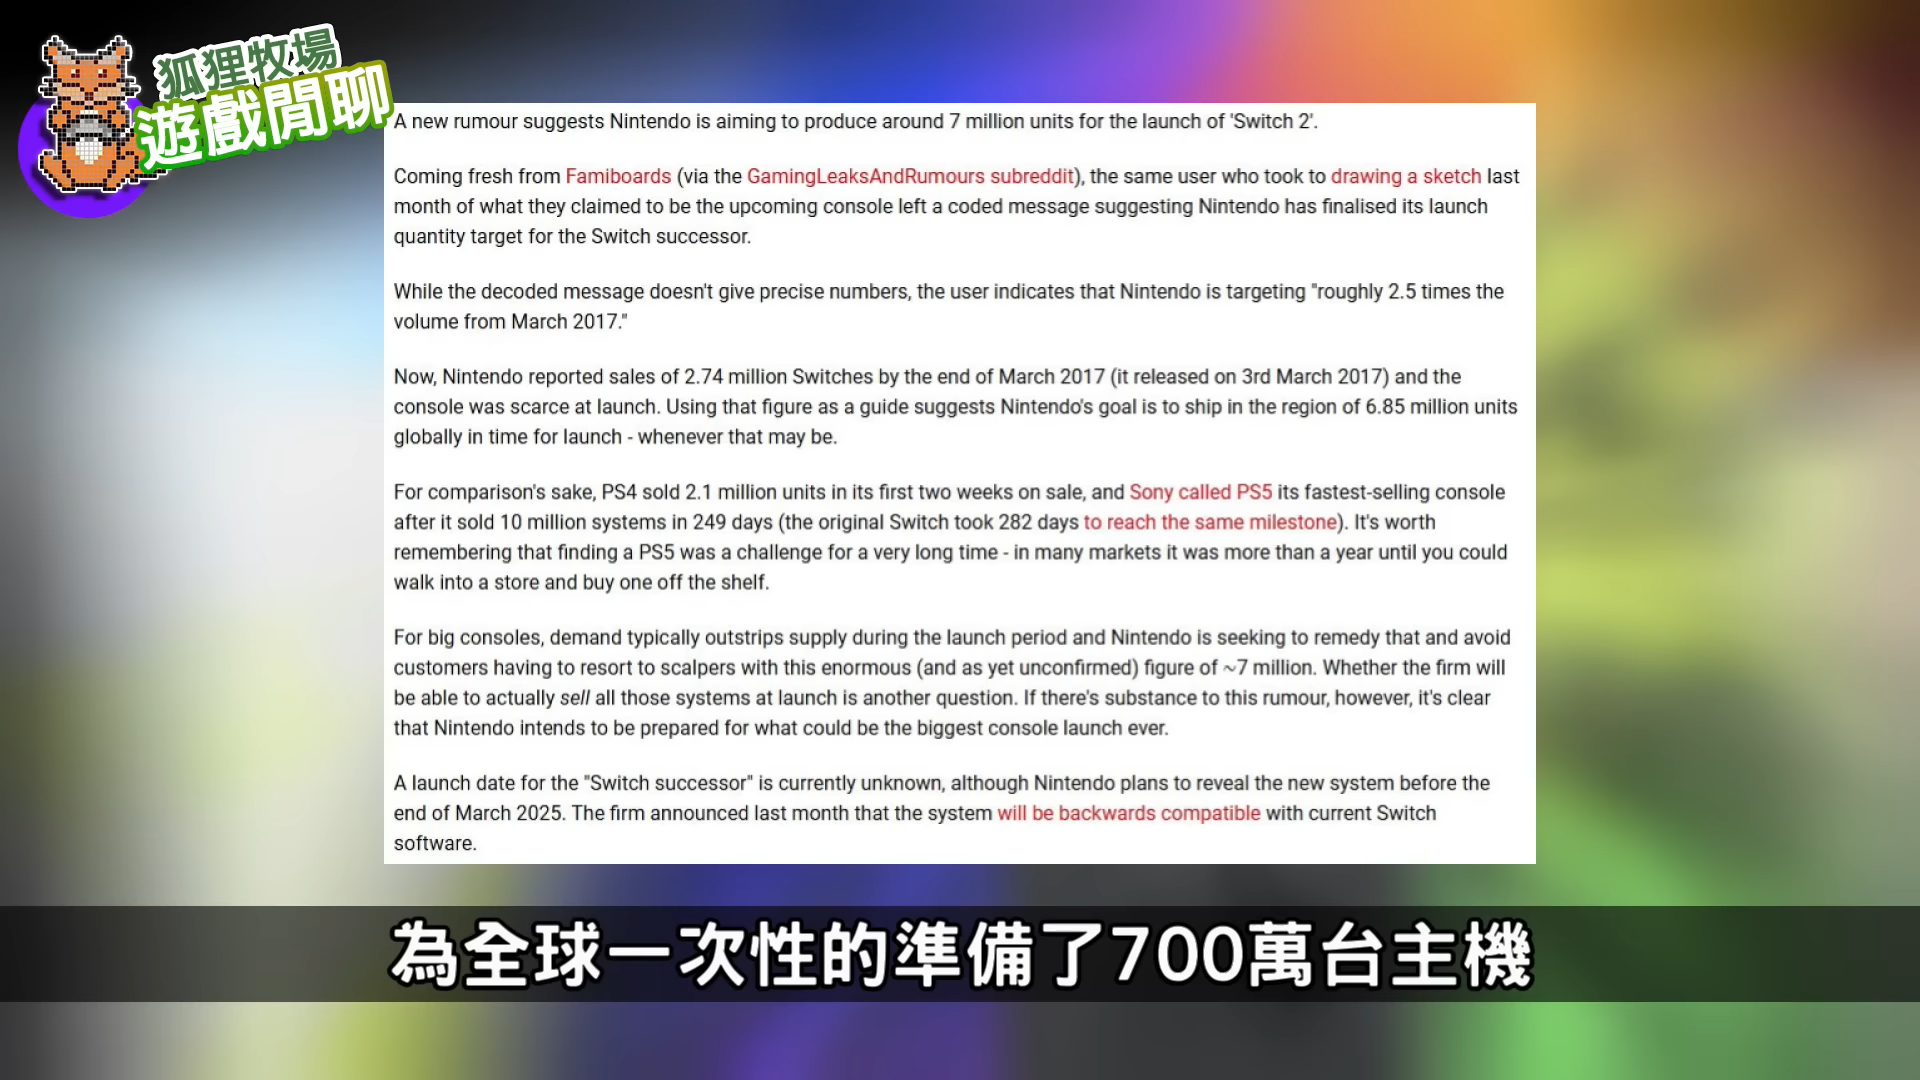 狐狸牧場
遊戲閒聊
A new rumour suggests Nintendo is aiming to produce around 7 million units for the launch of 'Switch 2'.
Coming fresh from Famiboards (via the GamingLeaksAndRumours subreddit), the same user who took to drawing a sketch last
month of what they claimed to be the upcoming console left a coded message suggesting Nintendo has finalised its launch
quantity target for the Switch successor.
While the decoded message doesn't give precise numbers, the user indicates that Nintendo is targeting "roughly 2.5 times the
volume from March 2017."
Now, Nintendo reported sales of 2.74 million Switches by the end of March 2017 (it released on 3rd March 2017) and the
console was scarce at launch. Using that figure as a guide suggests Nintendo's goal is to ship in the region of 6.85 million units
globally in time for launch - whenever that may be.
For comparison's sake, PS4 sold 2.1 million units in its first two weeks on sale, and Sony called PS5 its fastest-selling console
after it sold 10 million systems in 249 days (the original Switch took 282 days to reach the same milestone). It's worth
remembering that finding a PS5 was a challenge for a very long time - in many markets it was more than a year until you could
walk into a store and buy one off the shelf.
For big consoles, demand typically outstrips supply during the launch period and Nintendo is seeking to remedy that and avoid
customers having to resort to scalpers with this enormous (and as yet unconfirmed) figure of ~7 million. Whether the firm will
be able to actually sell all those systems at launch is another question. If there's substance to this rumour, however, it's clear
that Nintendo intends to be prepared for what could be the biggest console launch ever.
A launch date for the "Switch successor" is currently unknown, although Nintendo plans to reveal the new system before the
end of March 2025. The firm announced last month that the system will be backwards compatible with current Switch
software.
為全球一次性的準備了700萬台主機